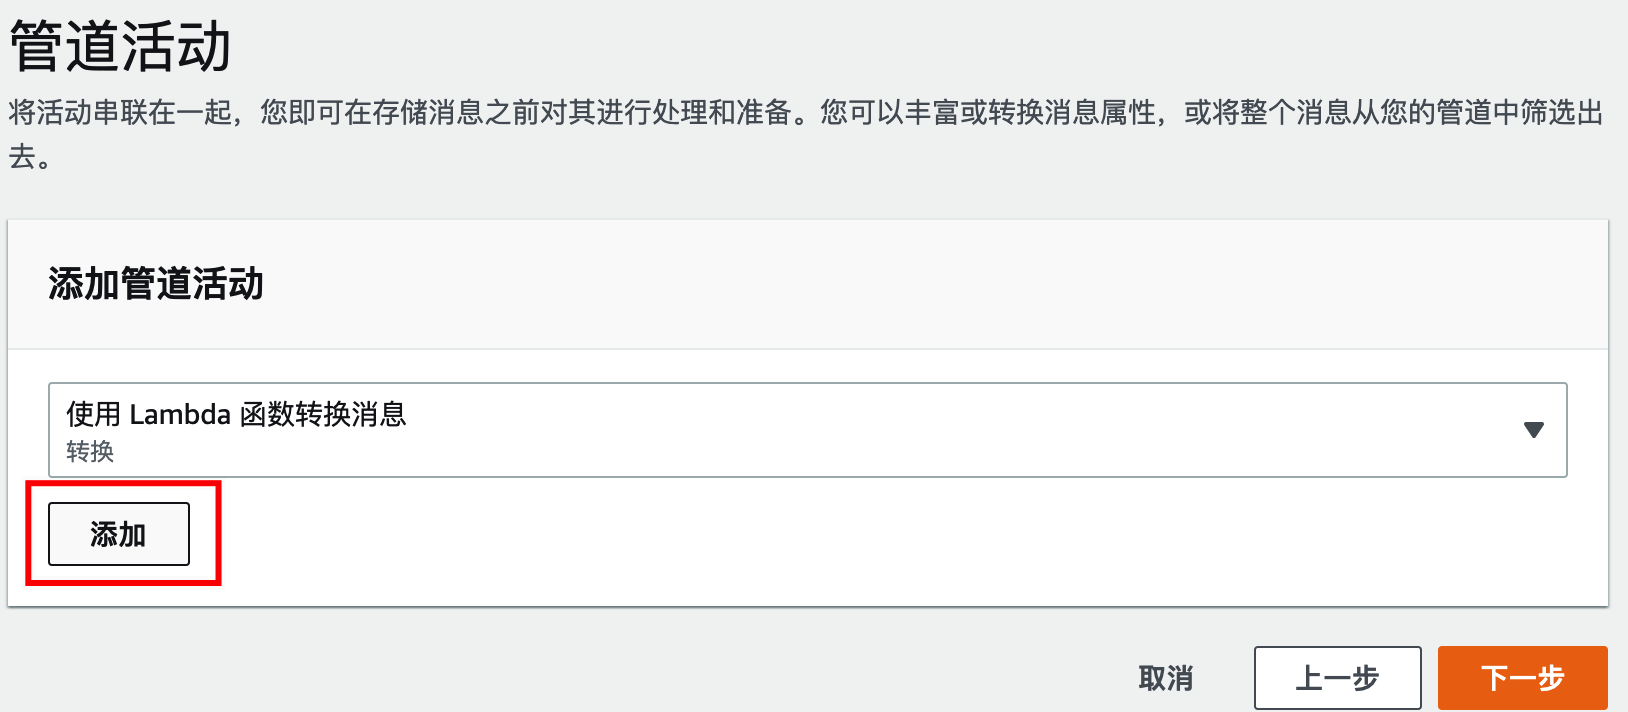 管道活动
将活动串联在一起，您即可在存储消息之前对其进行处理和准备。您可以丰富或转换消息属性，或将整个消息从您的管道中筛选出
去。
添加管道活动
使用 Lambda 函数转换消息
转换
添加
取消
上一步
下一步